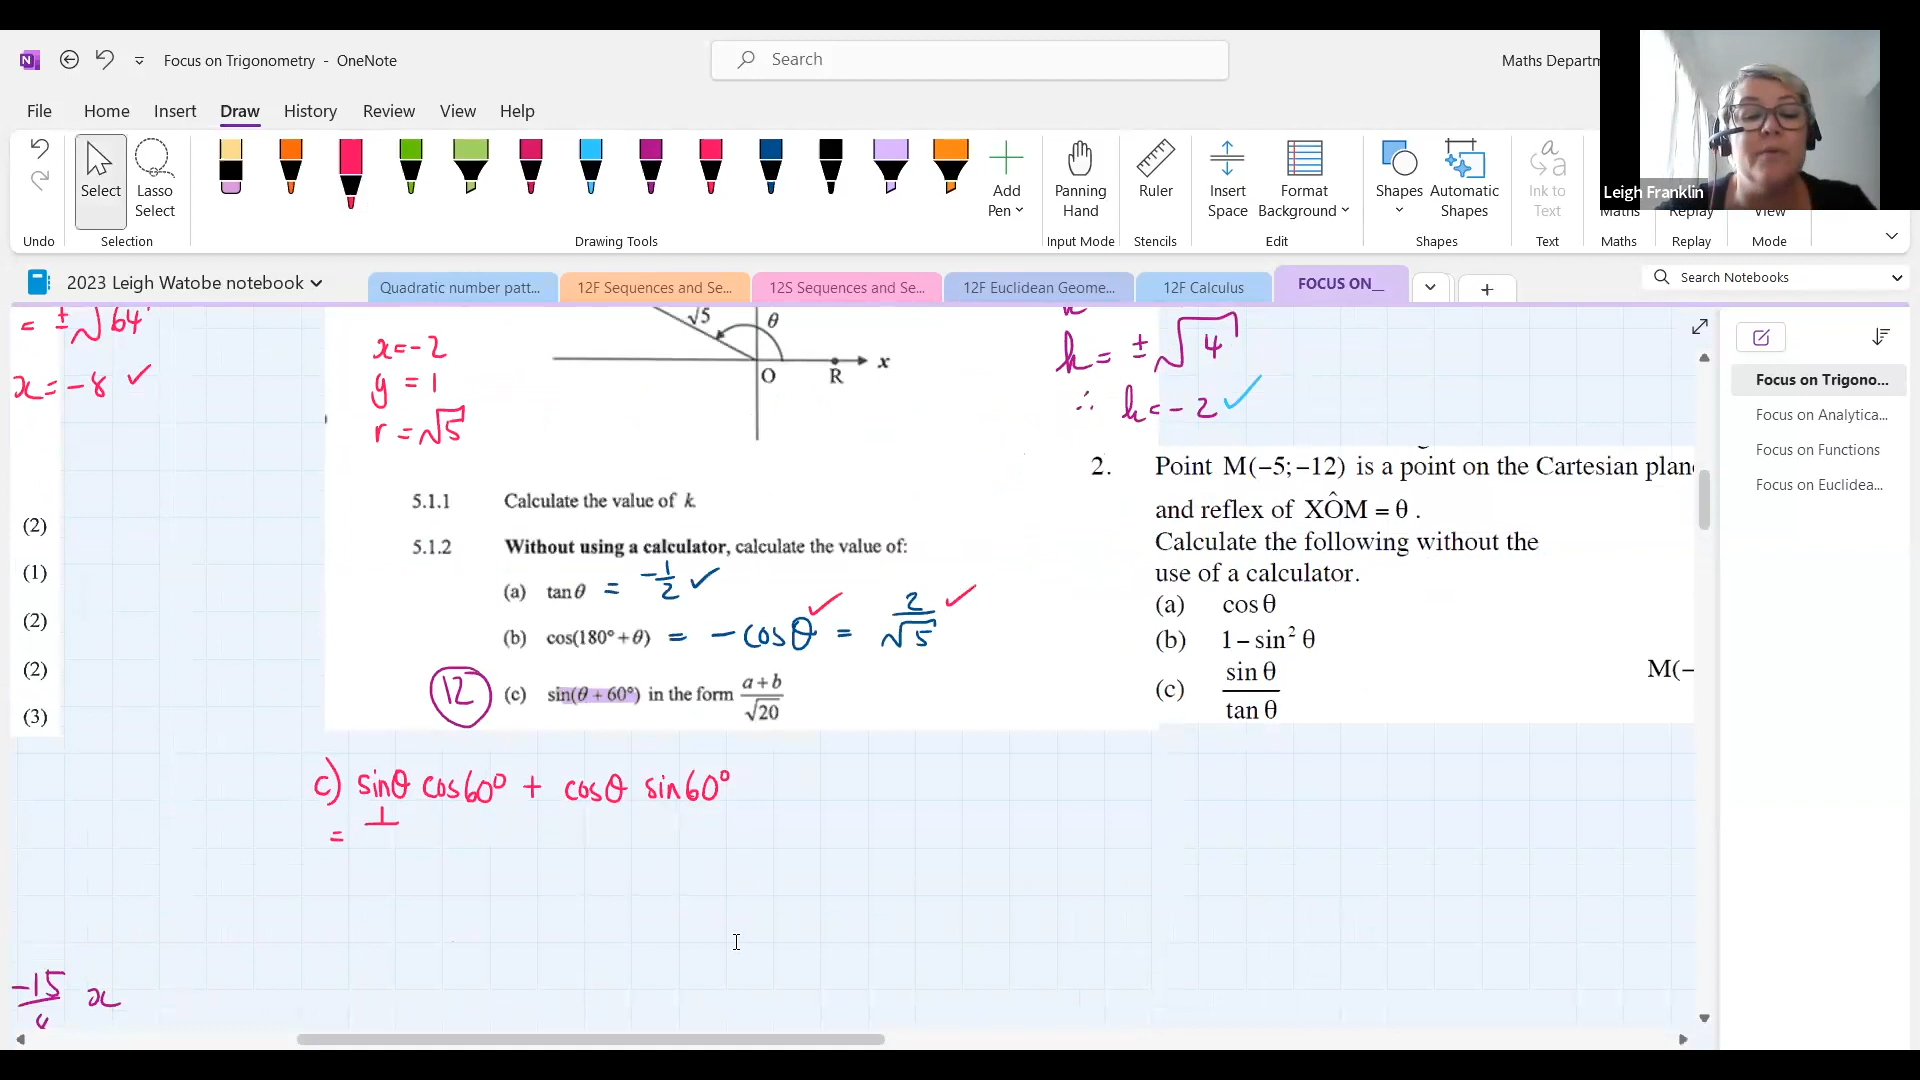 Focus on Trigonometry - OneNote
Search
Maths Departm
File Home Insert Draw History Review View Help
Select
Lasso Select
Add Pen
Panning Hand
Ruler
Insert Space
Format Background
Shapes
Automatic Shapes
Ink to Text
Maths
Replay
View
Leigh Franklin
Undo Selection Drawing Tools Input Mode Stencils Edit Shapes Text Maths Replay Mode
2023 Leigh Watobe notebook
Quadratic number patt...
12F Sequences and Se...
12S Sequences and Se...
12F Euclidean Geome...
12F Calculus
FOCUS ON_
Search Notebooks
Focus on Trigono...
Focus on Analytica...
Focus on Functions
Focus on Euclidea...
= ±√64
x = -8 ✓
(2)
(1)
(2)
(2)
(3)
x = -2
y = 1
r = √5
√5 θ
O R x
k = ±√4
∴ k = -2 ✓
5.1.1 Calculate the value of k.
5.1.2 Without using a calculator, calculate the value of:
(a) tan θ = -1/2 ✓
(b) cos(180° + θ) = - cos θ ✓ = 2/√5 ✓
12 (c) sin(θ + 60°) in the form (a + b)/√20
c) sinθ cos60° + cosθ sin60°
= 1
-15/ x
2. Point M(−5;−12) is a point on the Cartesian plan
and reflex of XÔM = θ .
Calculate the following without the
use of a calculator.
(a) cos θ
(b) 1 − sin² θ
(c) sin θ / tan θ
M(−